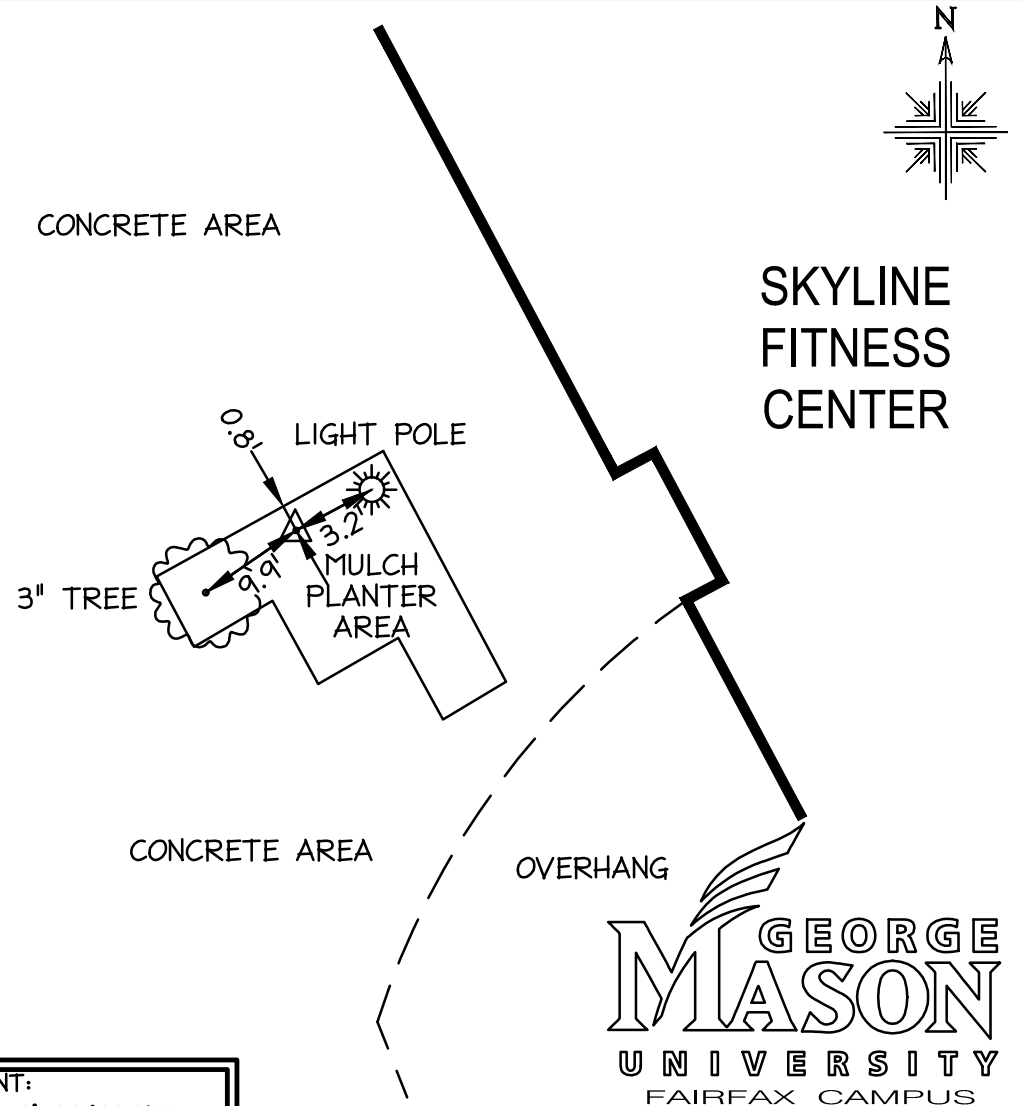 N
CONCRETE AREA
SKYLINE
FITNESS
CENTER
0.8'
LIGHT POLE
3.2'
9.9'
MULCH
PLANTER
AREA
3" TREE
CONCRETE AREA
OVERHANG
GEORGE
MASON
UNIVERSITY
FAIRFAX CAMPUS
NT: